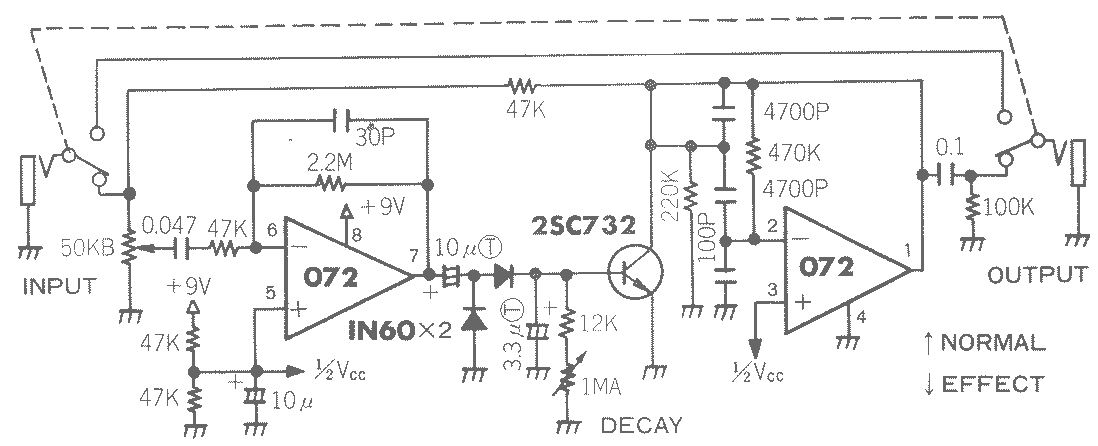 47K
4700P
30P
2.2M
470K
4700P
0.1
+9V
220K
100K
50KB
0.047
47K
6
8
7
10μⓉ
2SC732
100P
2
1
072
072
INPUT
OUTPUT
+9V
5
+
3
IN60×2
3.3μⓉ
12K
4
47K
½Vcc
1MA
½Vcc
↑ NORMAL
47K
10μ
↓ EFFECT
DECAY